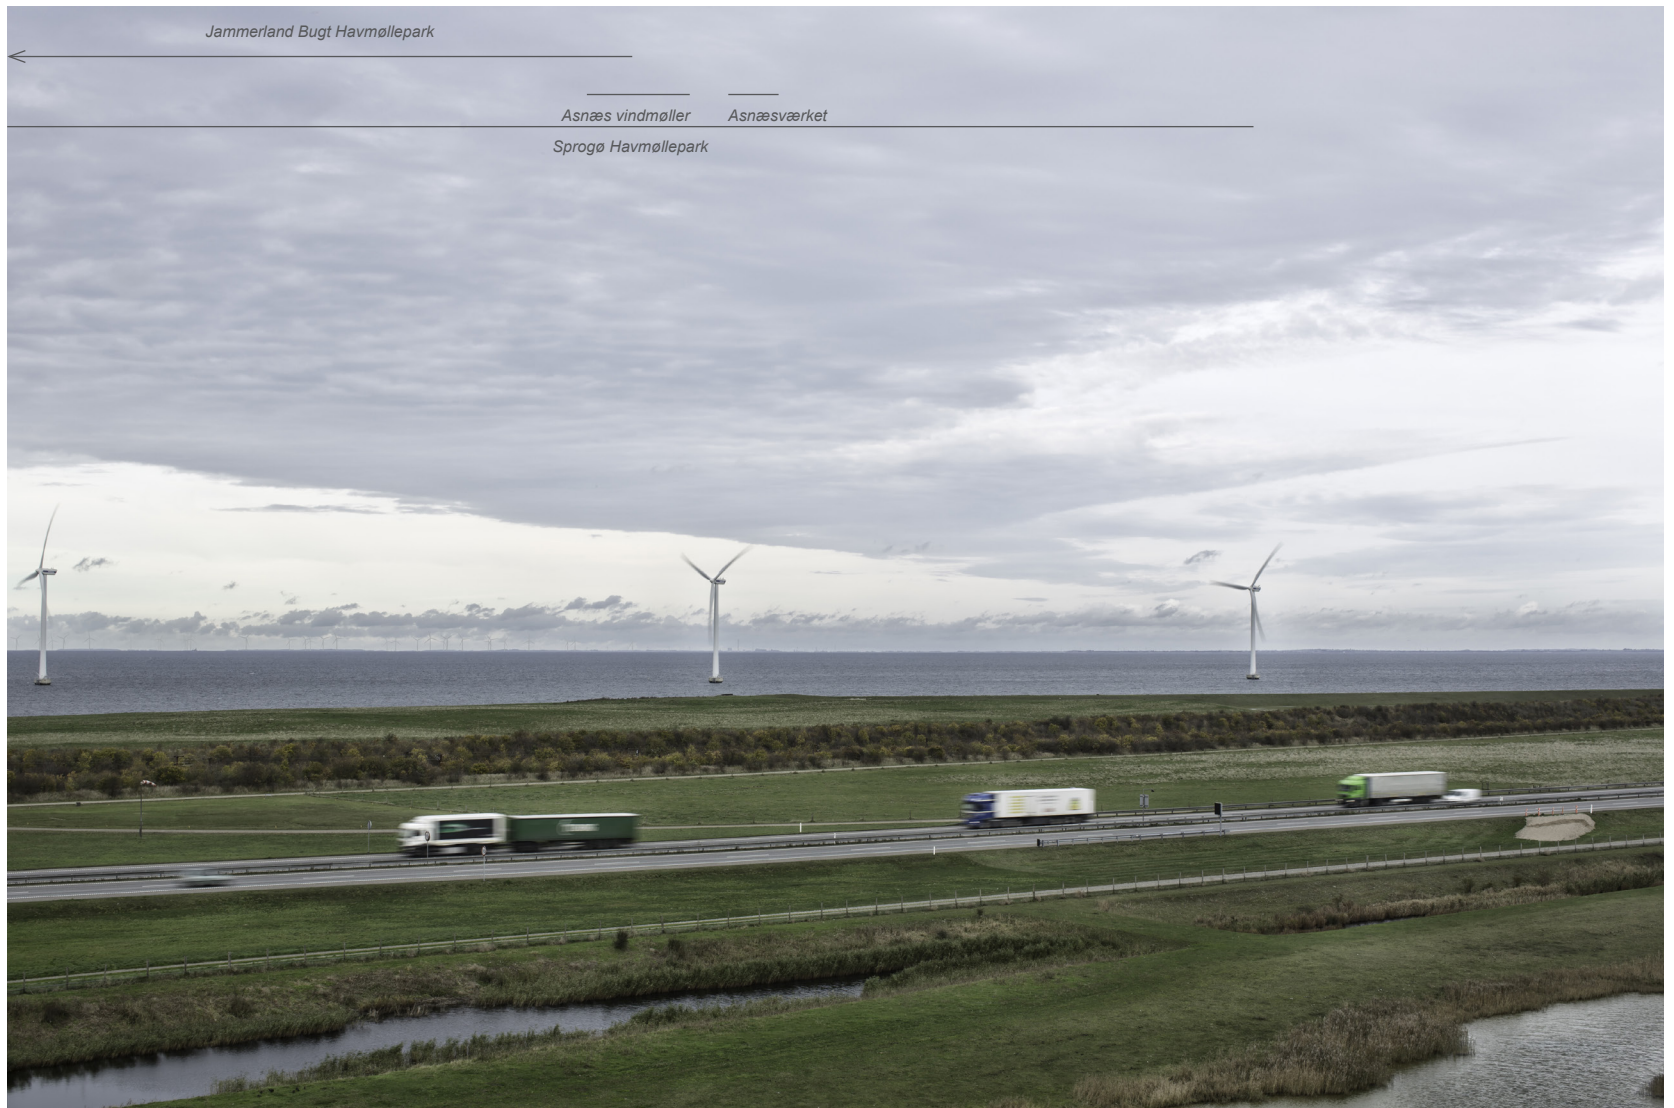 Jammerland Bugt Havmøllepark
Asnæs vindmøller
Asnæsværket
Sprogø Havmøllepark